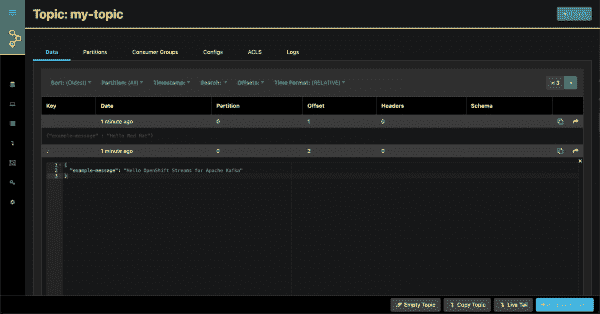 Topic: my-topic
Data Partitions Consumer Groups Configs ACLS Logs
Sort: (Oldest) Partition: (All) Timestamp: Search: Offsets: Time Format: (RELATIVE)
Key Date Partition Offset Headers Schema
1 minute ago 0 1 0
{"example-message" : "Hello Red Hat"}
1 minute ago 0 2 0
1 {
2 "example-message": "Hello OpenShift Streams for Apache Kafka"
3 }
Empty Topic Copy Topic Live Tail